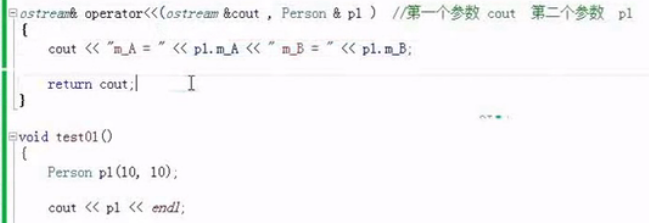 ostream& operator<<(ostream &cout , Person & p1 ) //第一个参数 cout 第二个参数 p1
{
cout << "m_A = " << p1.m_A << " m_B = " << p1.m_B;
return cout;
}
void test01()
{
Person p1(10, 10);
cout << p1 << endl;